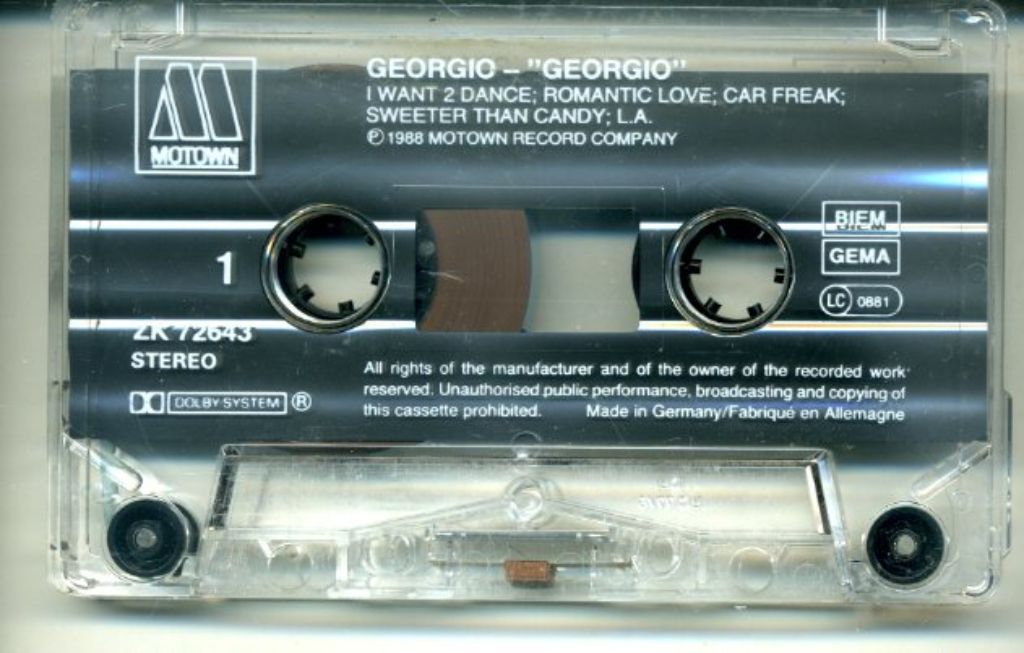 GEORGIO – "GEORGIO"
I WANT 2 DANCE; ROMANTIC LOVE; CAR FREAK;
SWEETER THAN CANDY; L.A.
℗ 1988 MOTOWN RECORD COMPANY
MOTOWN
BIEM
GEMA
LC 0881
1
ZK 72643
STEREO
DOLBY SYSTEM ®
All rights of the manufacturer and of the owner of the recorded work
reserved. Unauthorised public performance, broadcasting and copying of
this cassette prohibited. Made in Germany/Fabriqué en Allemagne